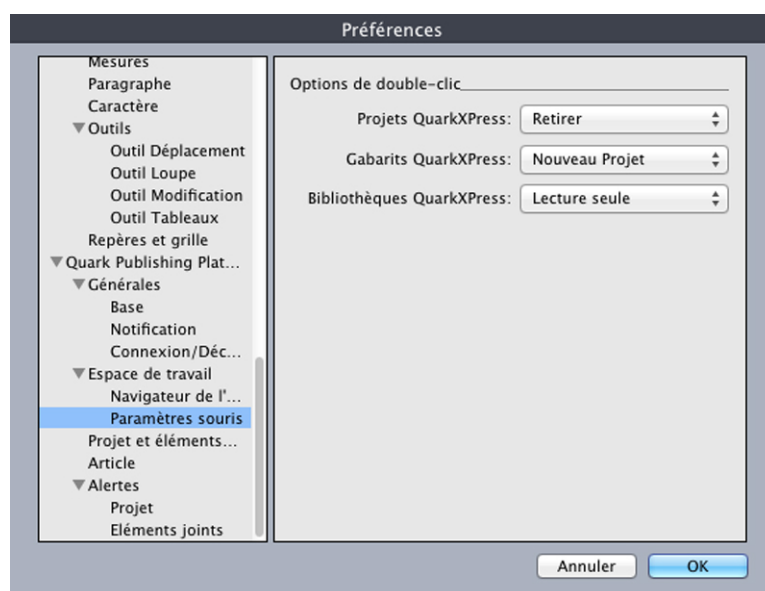 Préférences
Mesures
Paragraphe
Caractère
Outils
Outil Déplacement
Outil Loupe
Outil Modification
Outil Tableaux
Repères et grille
Quark Publishing Plat...
Générales
Base
Notification
Connexion/Déc...
Espace de travail
Navigateur de l'...
Paramètres souris
Projet et éléments...
Article
Alertes
Projet
Eléments joints
Options de double-clic
Projets QuarkXPress: Retirer
Gabarits QuarkXPress: Nouveau Projet
Bibliothèques QuarkXPress: Lecture seule
Annuler OK